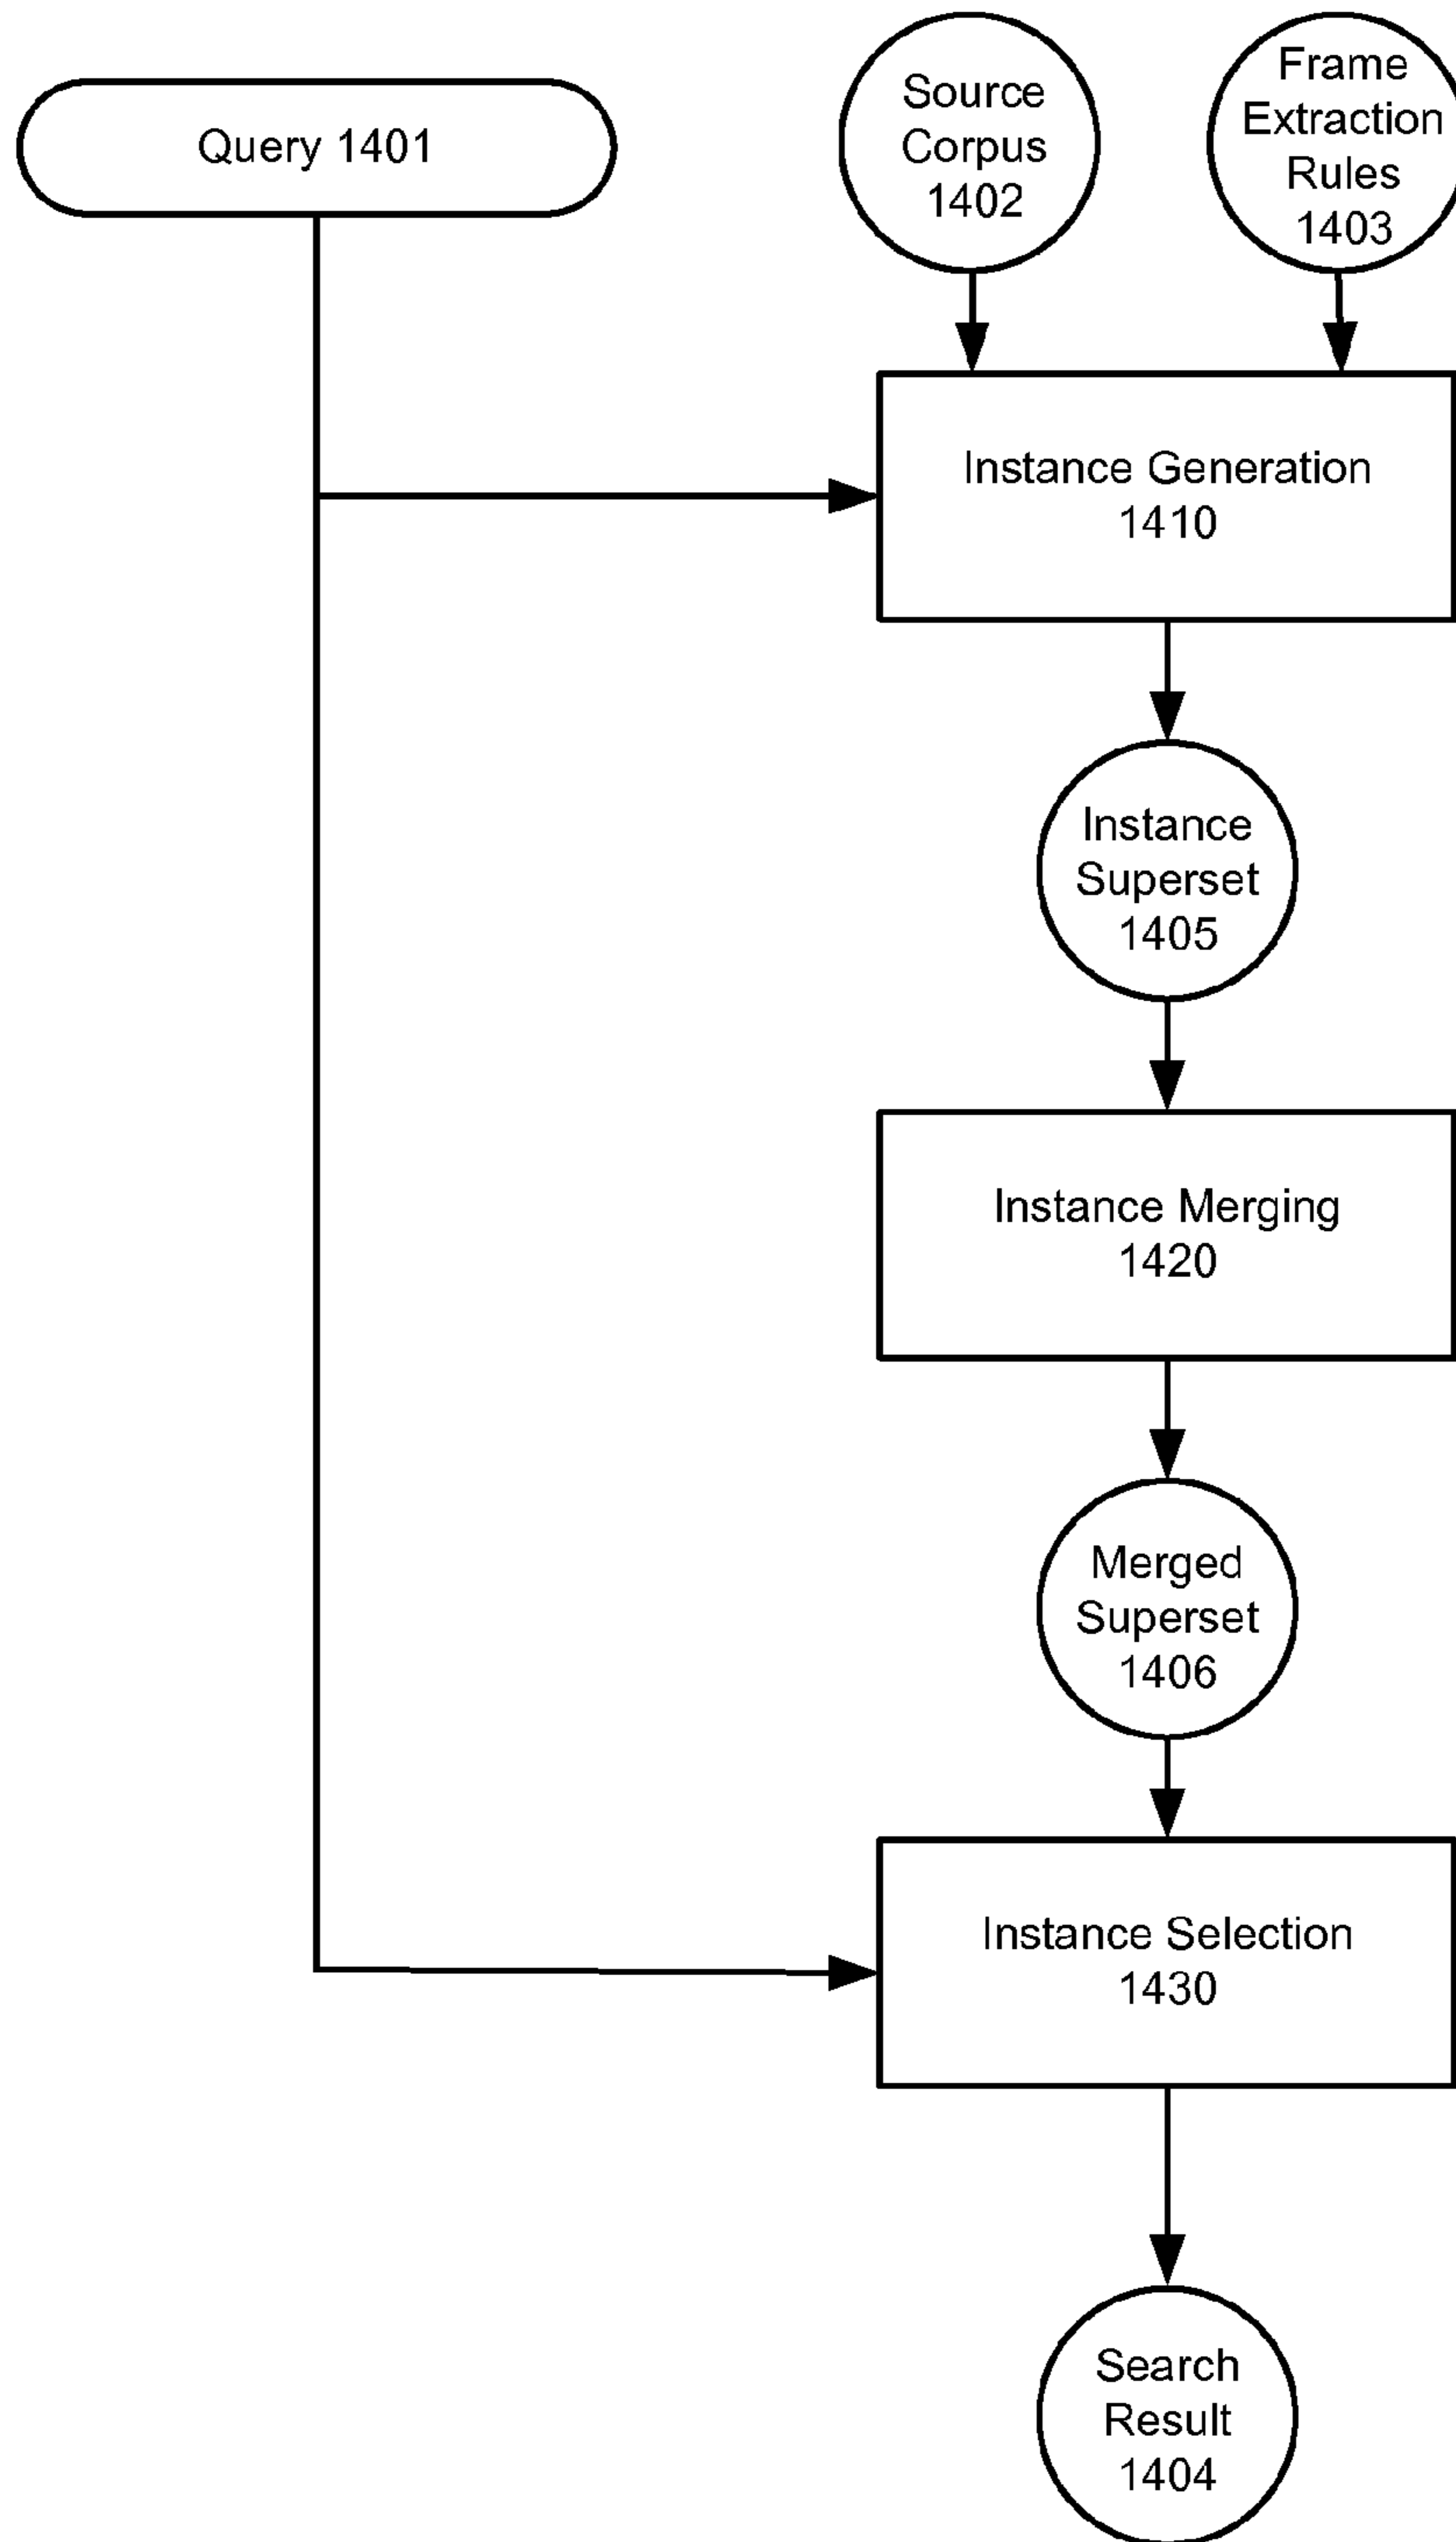 Query 1401
Source
Corpus
1402
Frame
Extraction
Rules
1403
Instance Generation
1410
Instance
Superset
1405
Instance Merging
1420
Merged
Superset
1406
Instance Selection
1430
Search
Result
1404